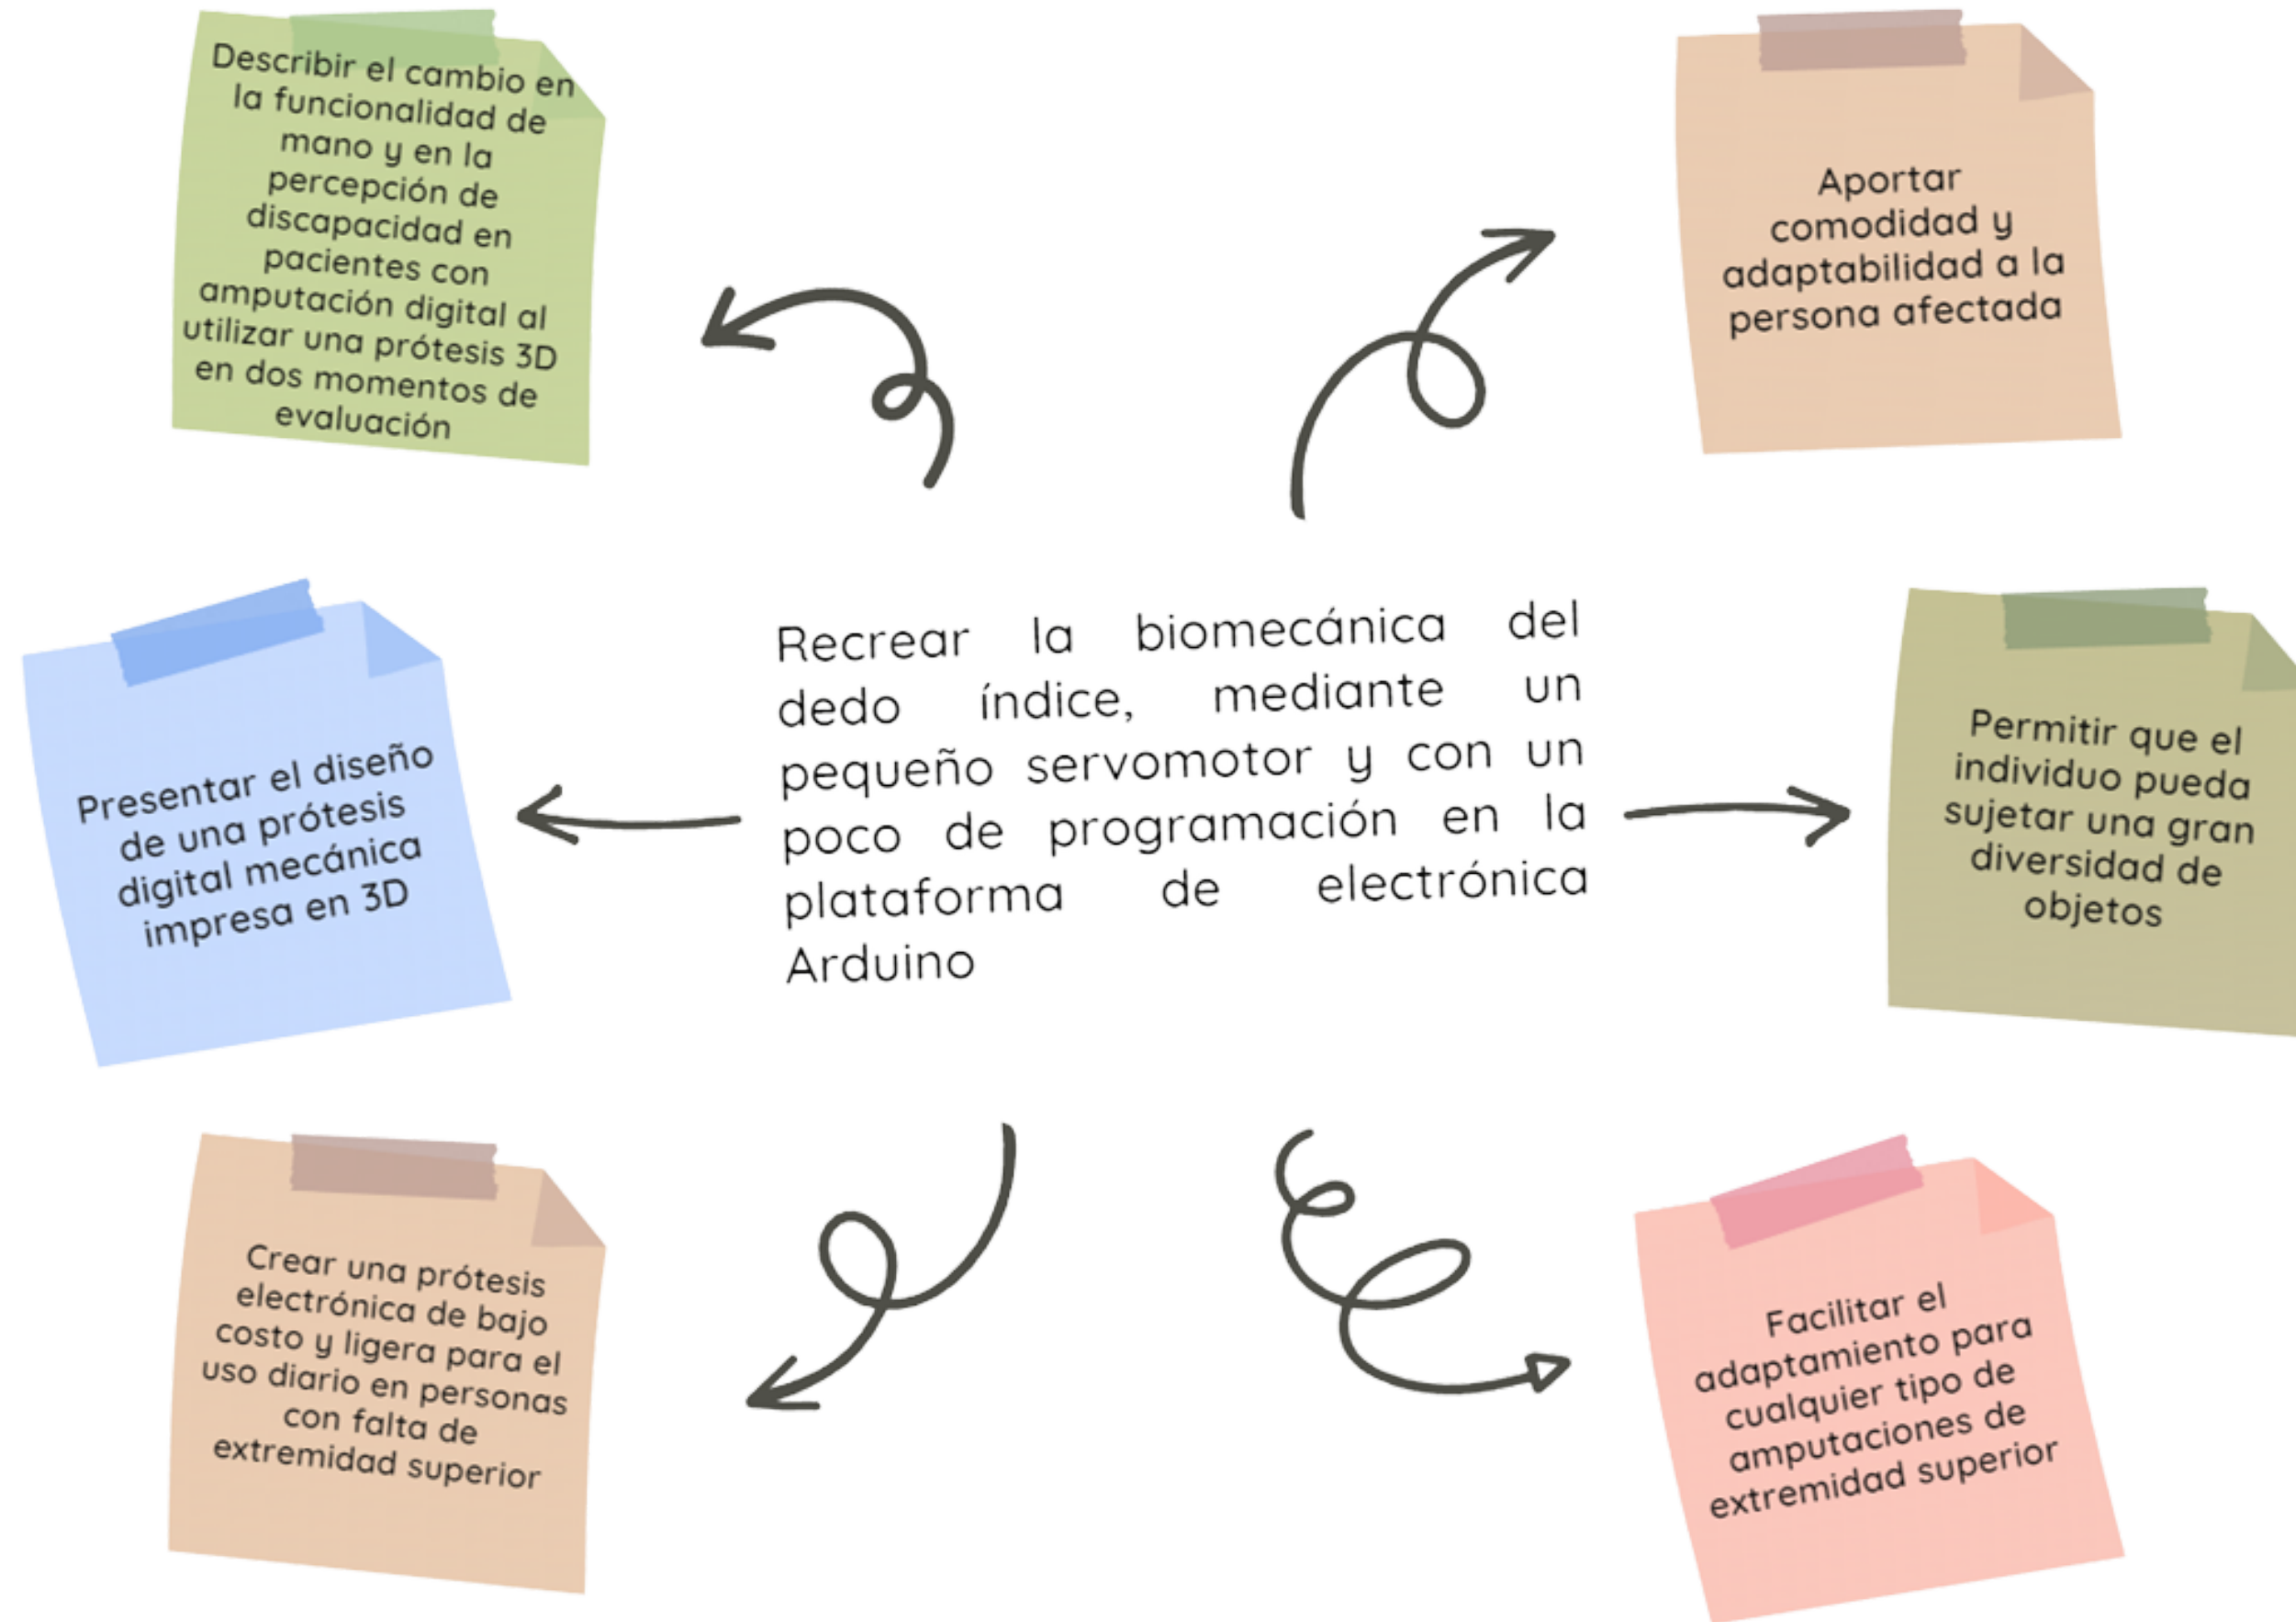 Describir el cambio en
la funcionalidad de
mano y en la
percepción de
discapacidad en
pacientes con
amputación digital al
utilizar una prótesis 3D
en dos momentos de
evaluación
Aportar
comodidad y
adaptabilidad a la
persona afectada
Presentar el diseño
de una prótesis
digital mecánica
impresa en 3D
Recrear la biomecánica del
dedo índice, mediante un
pequeño servomotor y con un
poco de programación en la
plataforma de electrónica
Arduino
Permitir que el
individuo pueda
sujetar una gran
diversidad de
objetos
Crear una prótesis
electrónica de bajo
costo y ligera para el
uso diario en personas
con falta de
extremidad superior
Facilitar el
adaptamiento para
cualquier tipo de
amputaciones de
extremidad superior